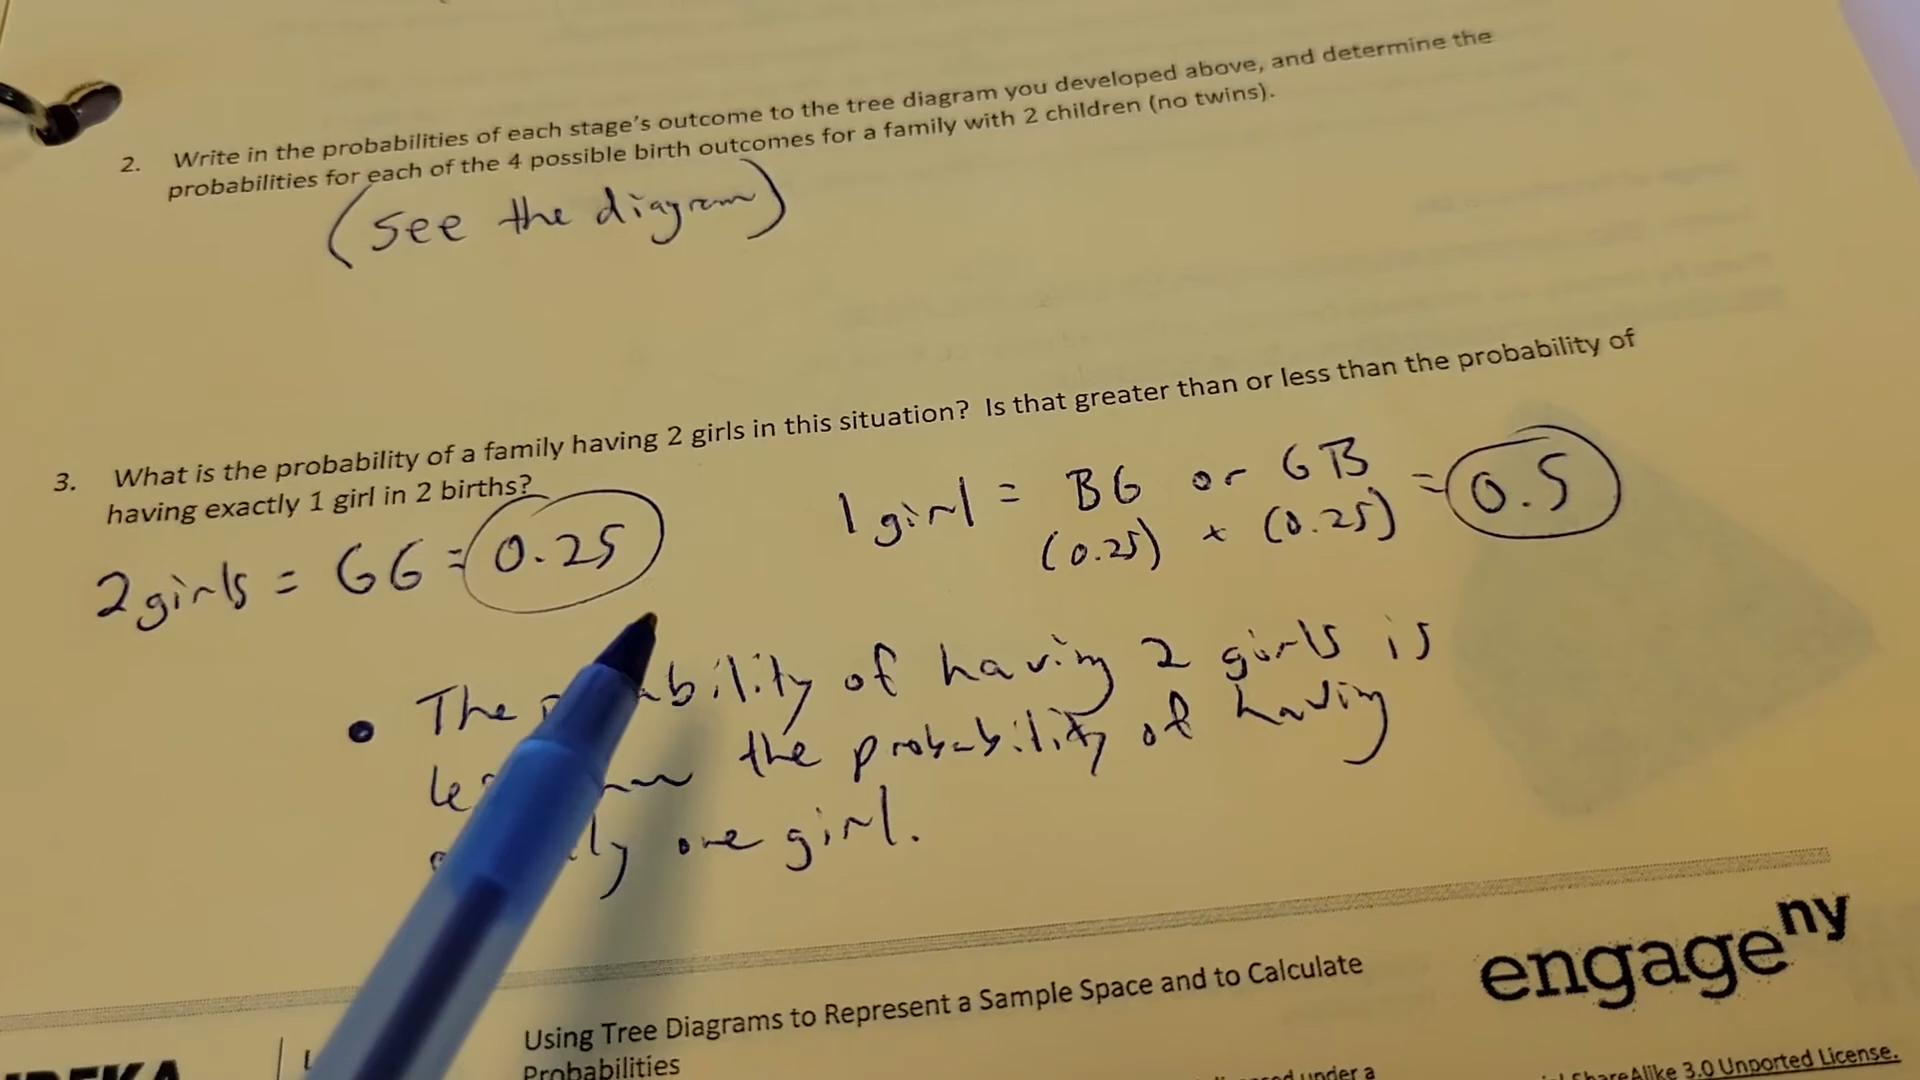 2. Write in the probabilities of each stage's outcome to the tree diagram you developed above, and determine the
probabilities for each of the 4 possible birth outcomes for a family with 2 children (no twins).
(see the diagram)
3. What is the probability of a family having 2 girls in this situation? Is that greater than or less than the probability of
having exactly 1 girl in 2 births?
2 girls = GG = 0.25
1 girl = BG or GB = 0.5
(0.25) + (0.25)
• The probability of having 2 girls is
the probability of having
one girl.
engageny
Using Tree Diagrams to Represent a Sample Space and to Calculate
Probabilities
under a
ShareAlike 3.0 Unported License.